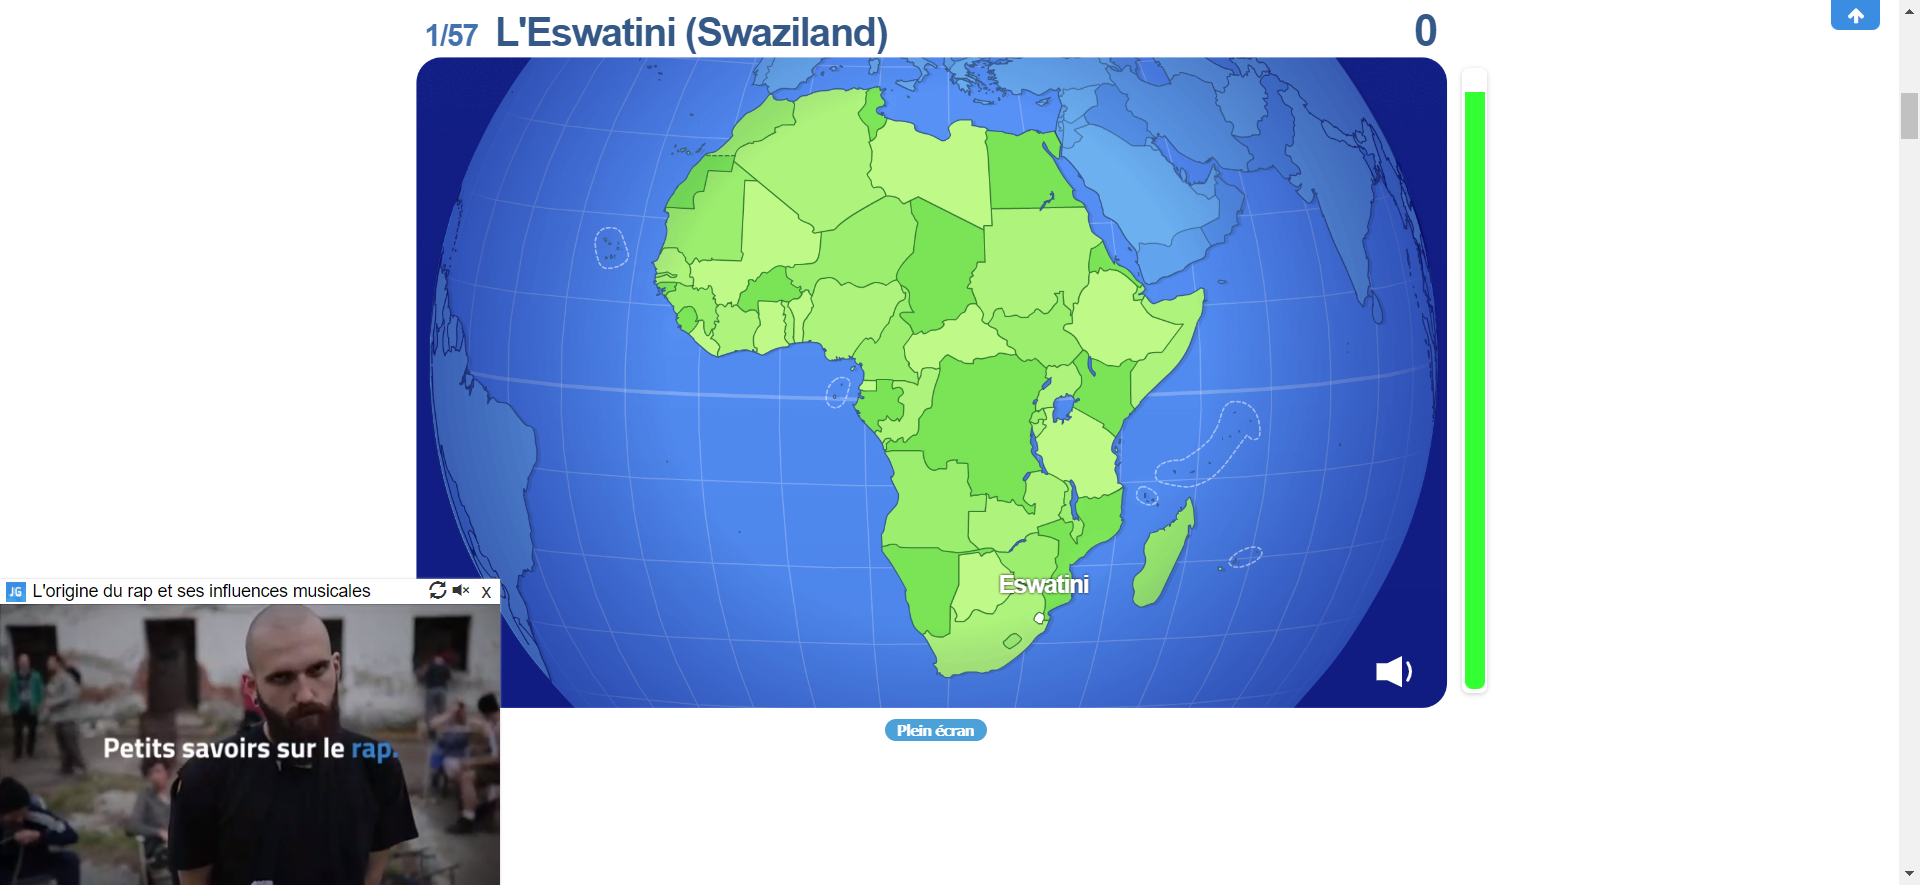 1/57 L'Eswatini (Swaziland) 0
Eswatini
Plein écran
JG L'origine du rap et ses influences musicales X
Petits savoirs sur le rap.